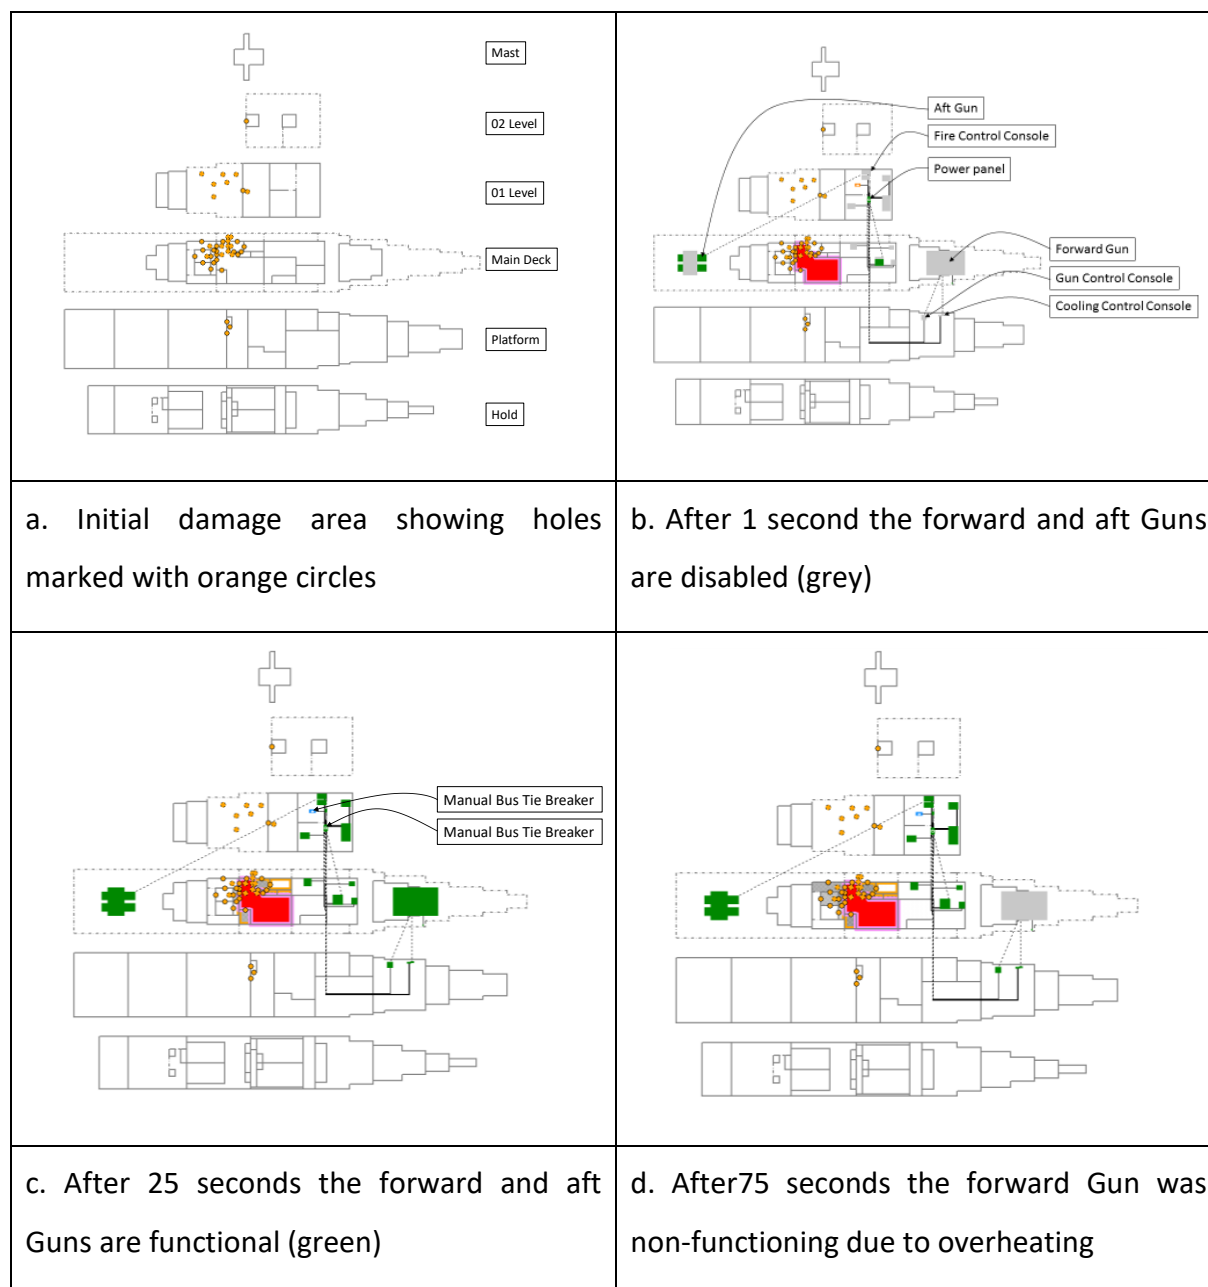 Mast
02 Level
01 Level
Main Deck
Platform
Hold
Aft Gun
Fire Control Console
Power panel
Forward Gun
Gun Control Console
Cooling Control Console
a. Initial damage area showing holes
marked with orange circles
b. After 1 second the forward and aft Guns
are disabled (grey)
Manual Bus Tie Breaker
Manual Bus Tie Breaker
c. After 25 seconds the forward and aft
Guns are functional (green)
d. After75 seconds the forward Gun was
non-functioning due to overheating